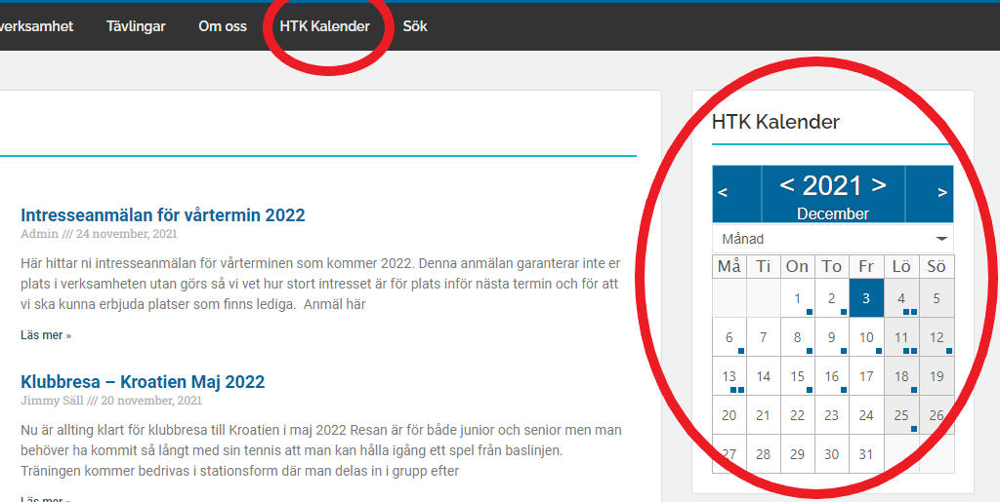 verksamhet Tävlingar Om oss HTK Kalender Sök
Intresseanmälan för vårtermin 2022
Admin /// 24 november, 2021
Här hittar ni intresseanmälan för vårterminen som kommer 2022. Denna anmälan garanterar inte er
plats i verksamheten utan görs så vi vet hur stort intresset är för plats inför nästa termin och för att
vi ska kunna erbjuda platser som finns lediga. Anmäl här
Läs mer »
Klubbresa – Kroatien Maj 2022
Jimmy Säll /// 20 november, 2021
Nu är allting klart för klubbresa till Kroatien i maj 2022 Resan är för både junior och senior men man
behöver ha kommit så långt med sin tennis att man kan hålla igång ett spel från baslinjen.
Träningen kommer bedrivas i stationsform där man delas in i grupp efter
Läs mer »
HTK Kalender
< < 2021 > >
December
Månad
Må Ti On To Fr Lö Sö
1 2 3 4 5
6 7 8 9 10 11 12
13 14 15 16 17 18 19
20 21 22 23 24 25 26
27 28 29 30 31